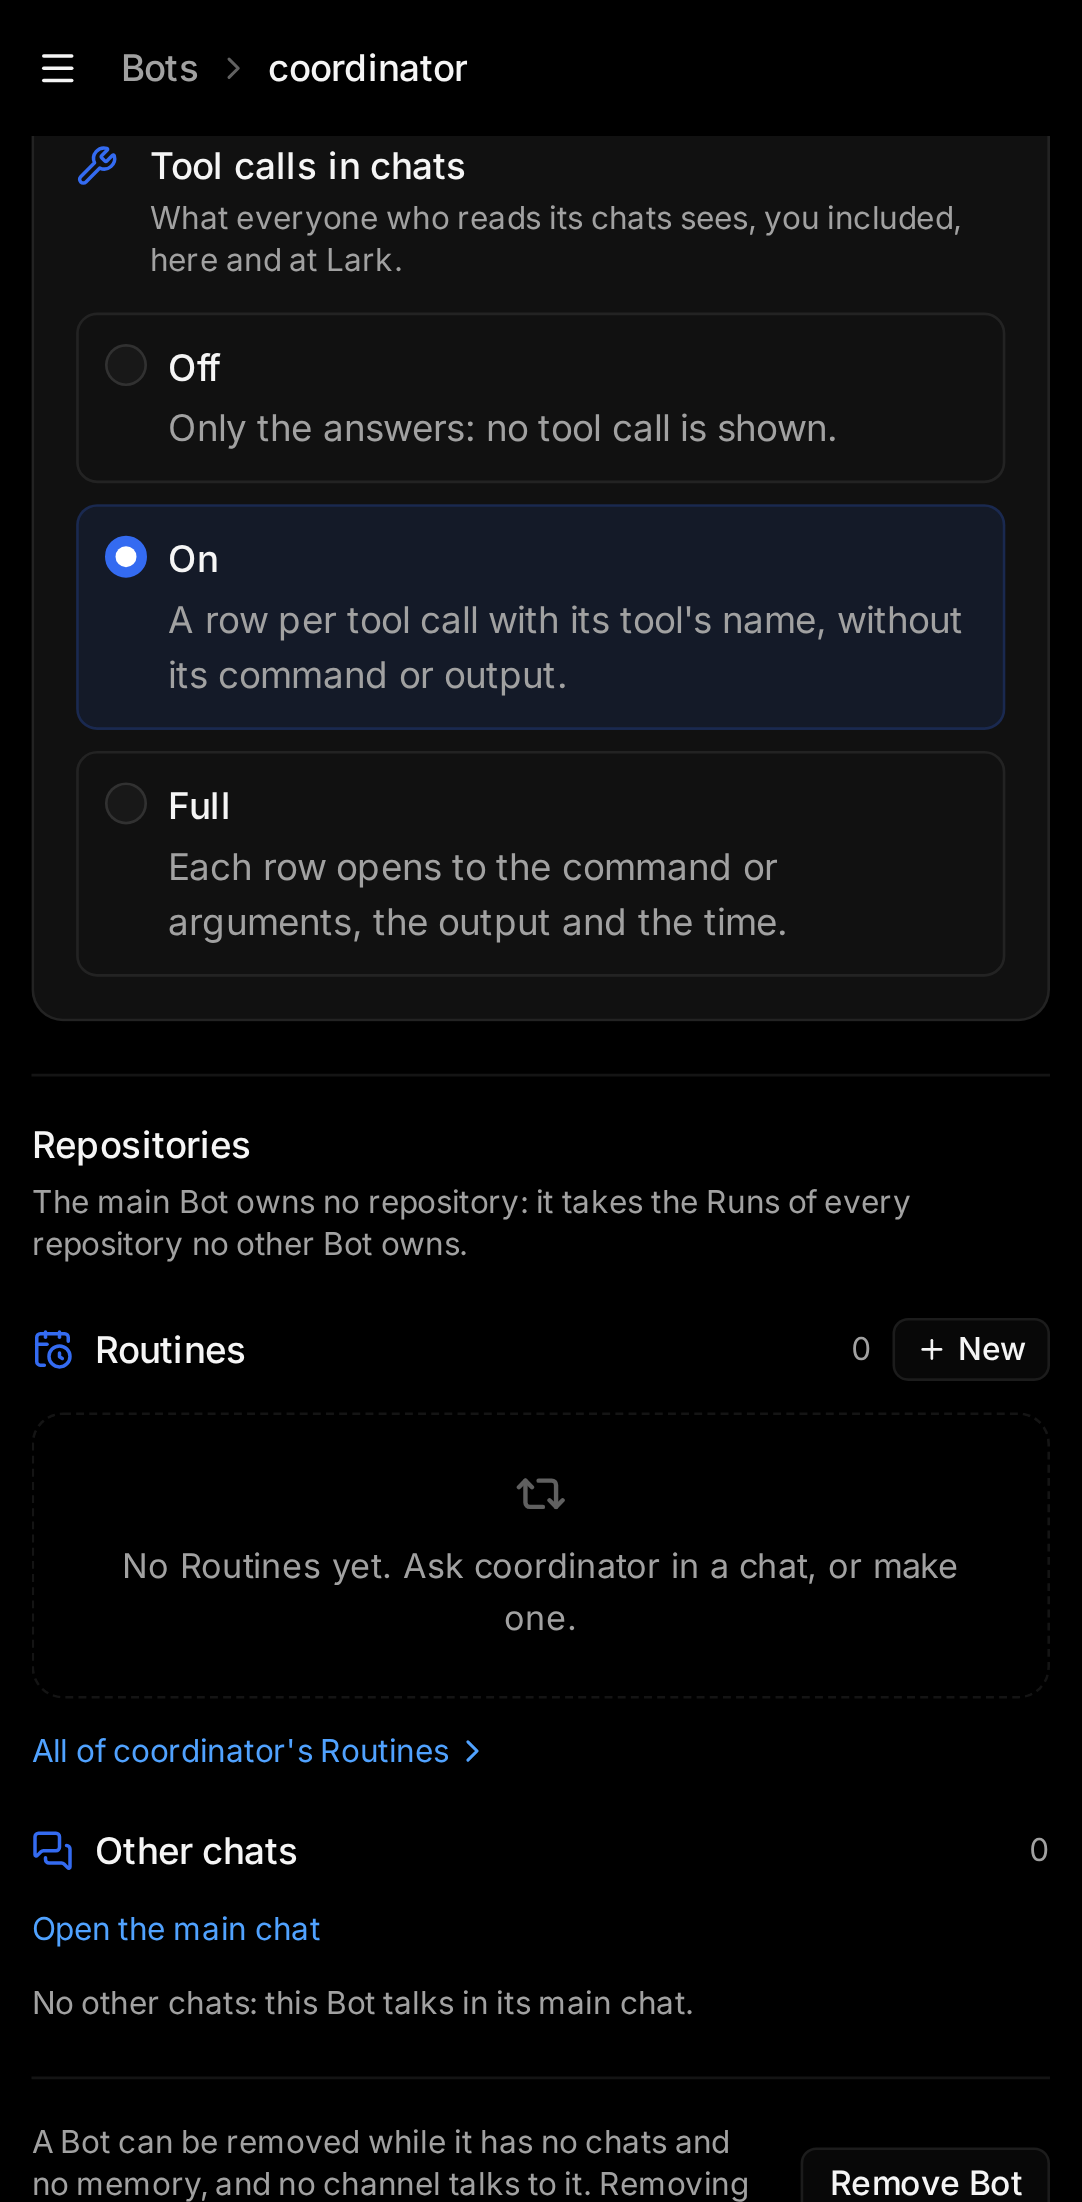 Bots > coordinator
Tool calls in chats
What everyone who reads its chats sees, you included,
here and at Lark.
Off
Only the answers: no tool call is shown.
On
A row per tool call with its tool's name, without
its command or output.
Full
Each row opens to the command or
arguments, the output and the time.
Repositories
The main Bot owns no repository: it takes the Runs of every
repository no other Bot owns.
Routines
0
+ New
No Routines yet. Ask coordinator in a chat, or make
one.
All of coordinator's Routines >
Other chats
0
Open the main chat
No other chats: this Bot talks in its main chat.
A Bot can be removed while it has no chats and
no memory, and no channel talks to it. Removing
Remove Bot